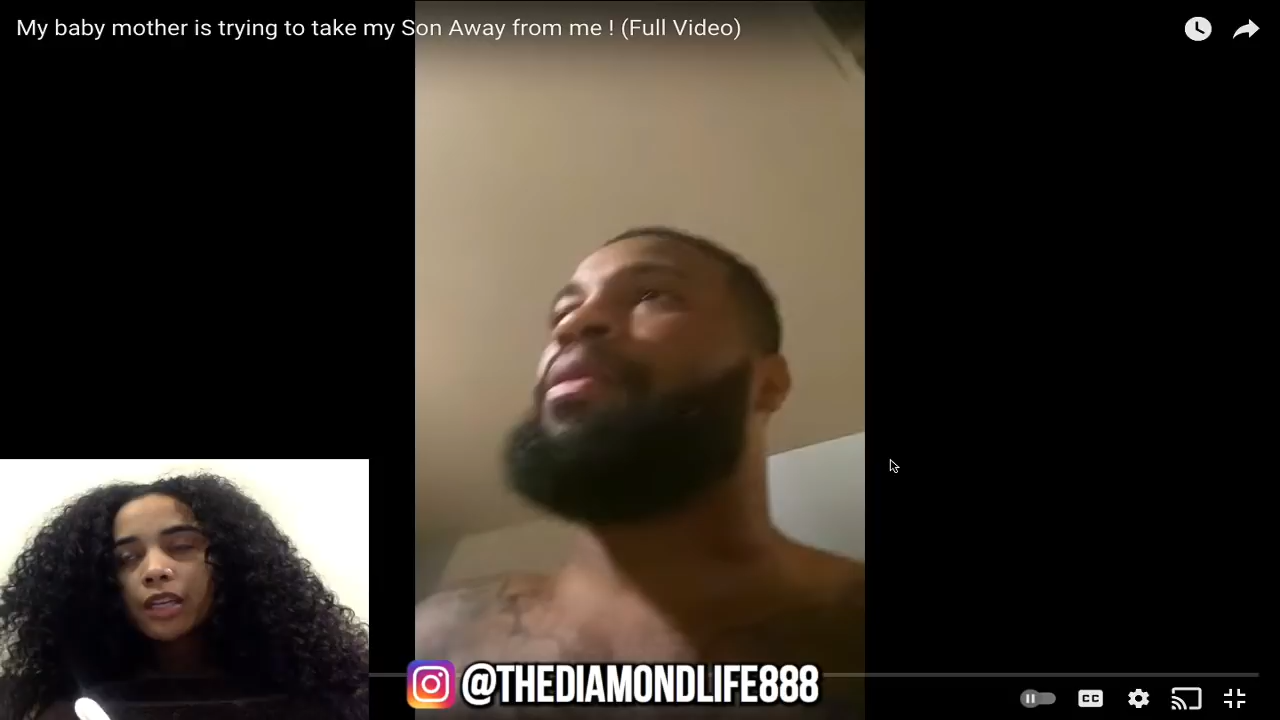 My baby mother is trying to take my Son Away from me ! (Full Video)
@THEDIAMONDLIFE888
CC